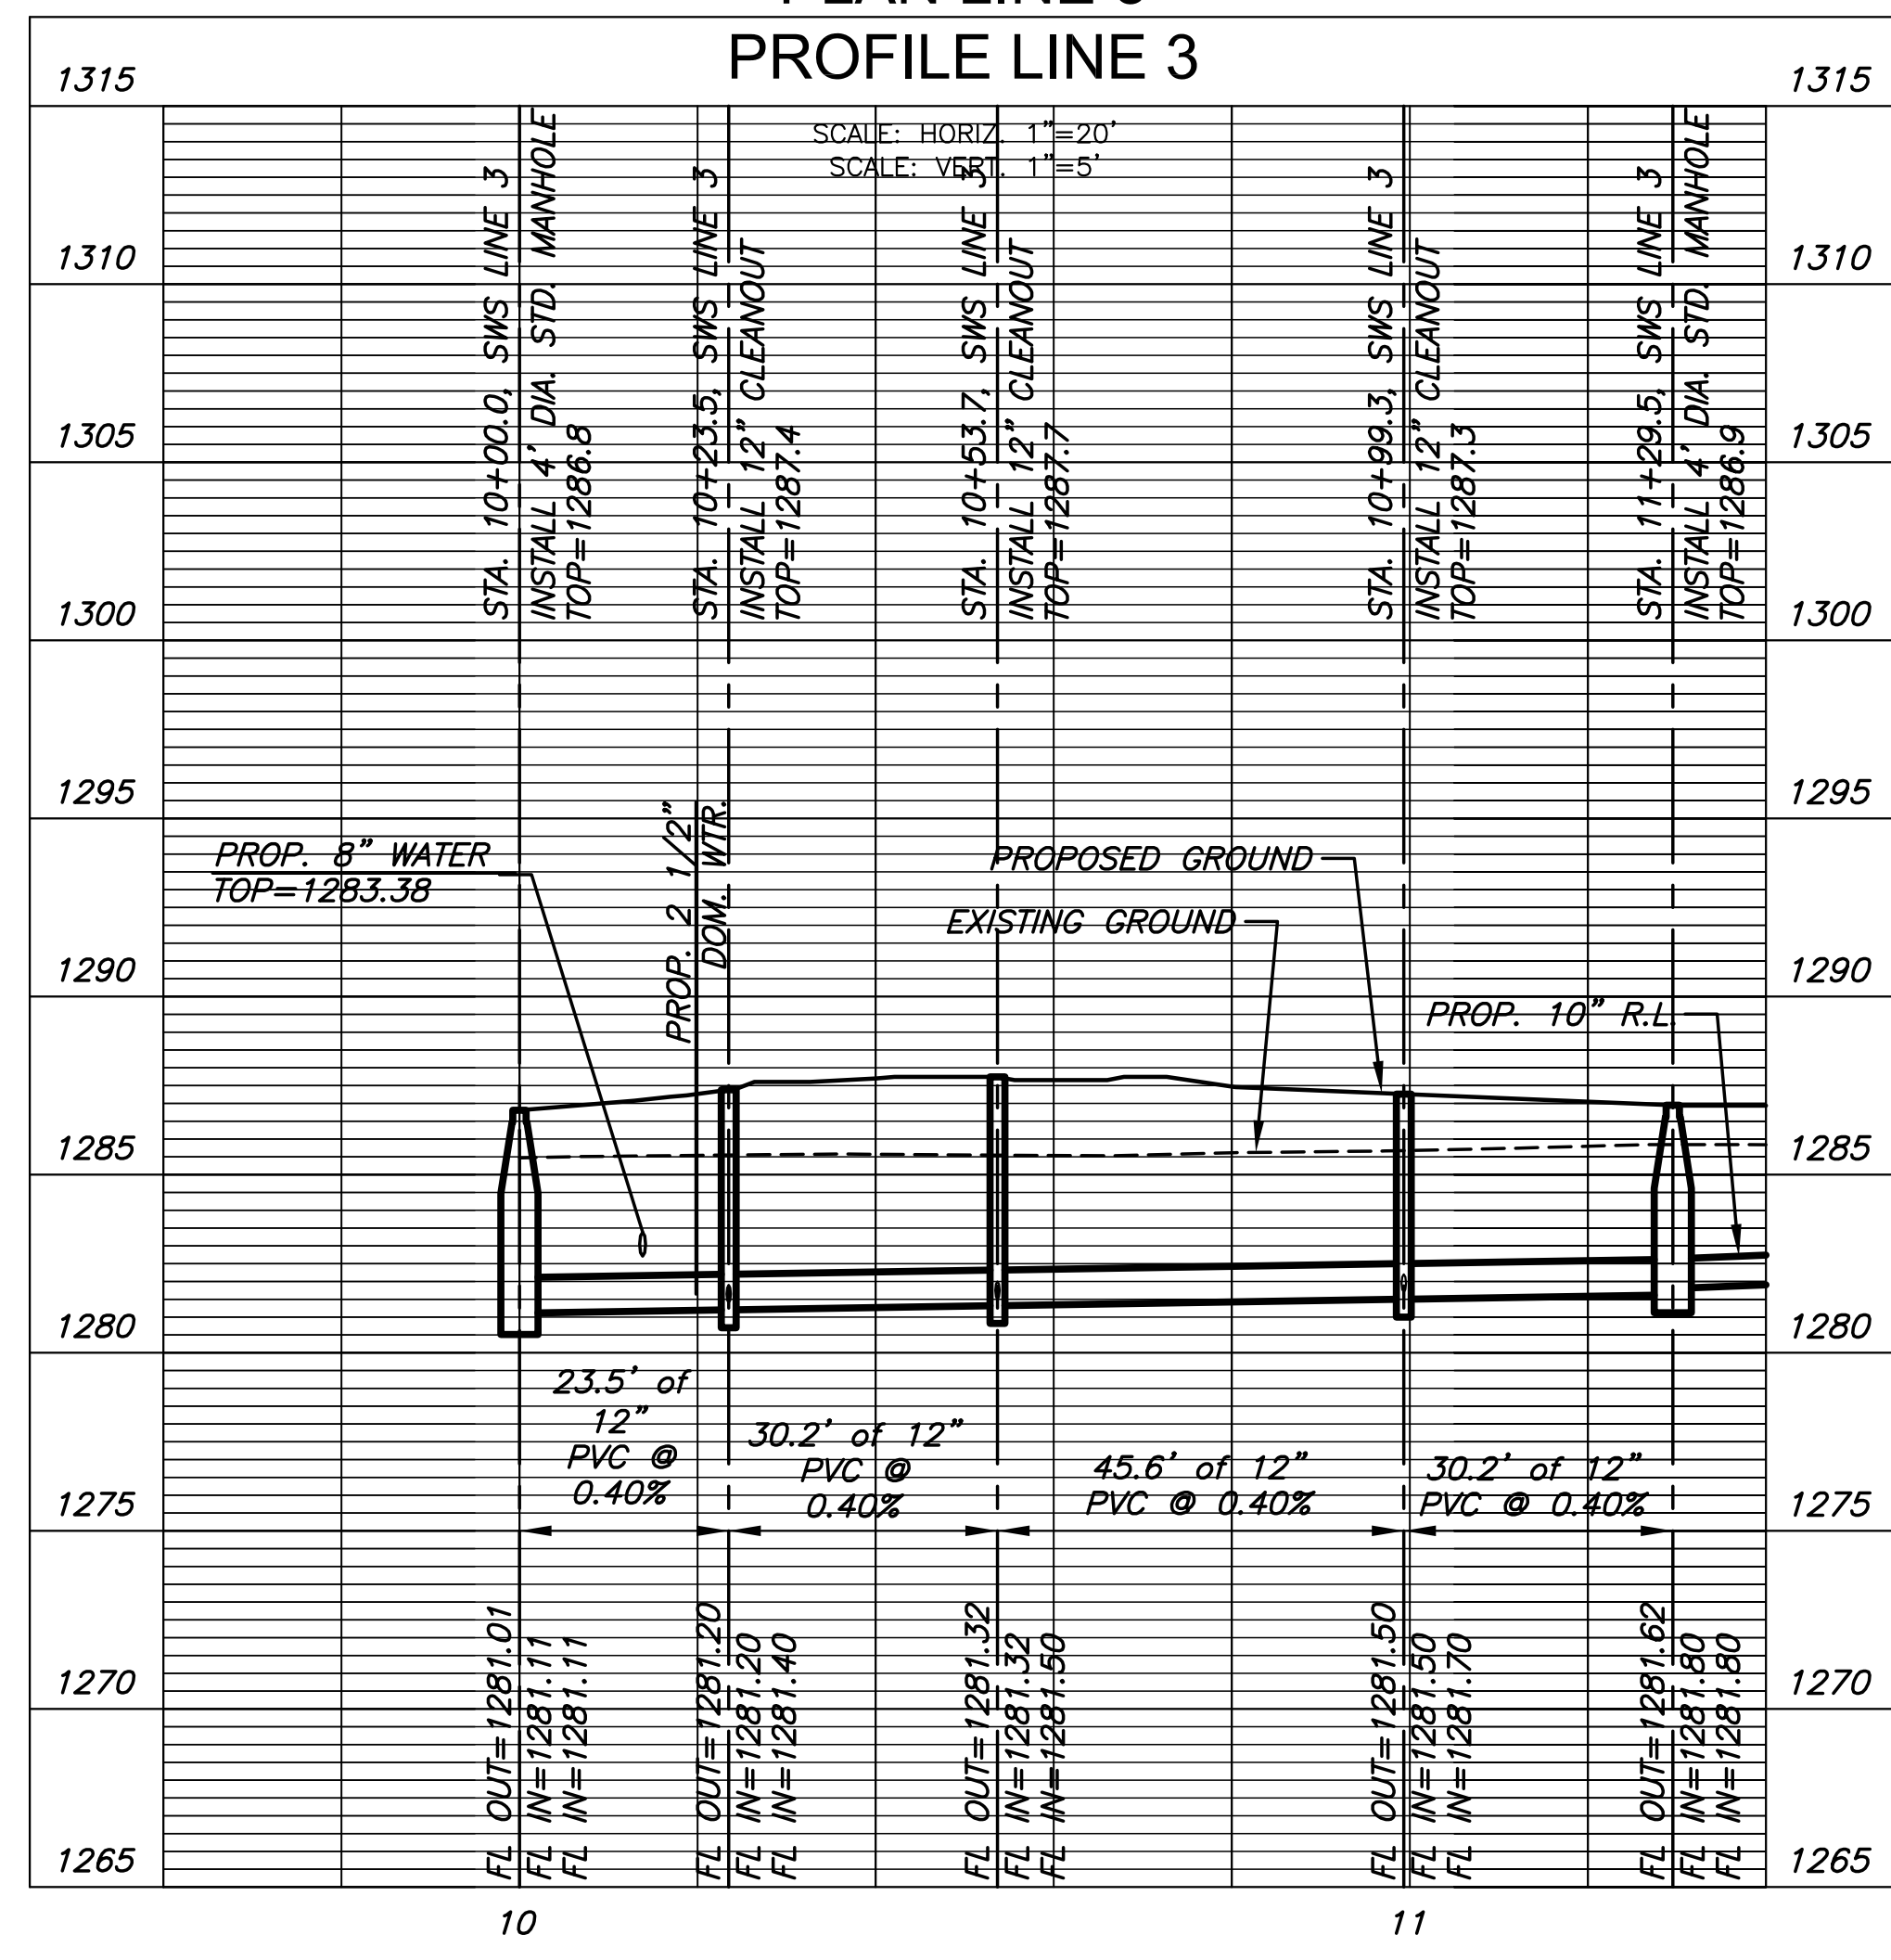 PROFILE LINE 3
SCALE: HORIZ. 1"=20'
SCALE: VERT. 1"=5'
1315
1315
1310
1310
1305
1305
1300
1300
1295
1295
1290
1290
1285
1285
1280
1280
1275
1275
1270
1270
1265
1265
STA. 10+00.0, SWS LINE 3
INSTALL 4' DIA. STD. MANHOLE
TOP=1286.8
STA. 10+23.5, SWS LINE 3
INSTALL 12" CLEANOUT
TOP=1287.4
STA. 10+53.7, SWS LINE 3
INSTALL 12" CLEANOUT
TOP=1287.7
STA. 10+99.3, SWS LINE 3
INSTALL 12" CLEANOUT
TOP=1287.3
STA. 11+29.5, SWS LINE 3
INSTALL 4' DIA. STD. MANHOLE
TOP=1286.9
PROP. 8" WATER
TOP=1283.38
PROP. 2 1/2"
DOM. WTR.
PROPOSED GROUND
EXISTING GROUND
PROP. 10" R.L.
23.5' of
12"
PVC @
0.40%
30.2' of 12"
PVC @
0.40%
45.6' of 12"
PVC @ 0.40%
30.2' of 12"
PVC @ 0.40%
FL OUT=1281.01
FL IN=1281.11
FL IN=1281.11
FL OUT=1281.20
FL IN=1281.20
FL IN=1281.40
FL OUT=1281.32
FL IN=1281.32
FL IN=1281.50
FL OUT=1281.50
FL IN=1281.50
FL IN=1281.70
FL OUT=1281.62
FL IN=1281.80
FL IN=1281.80
10
11